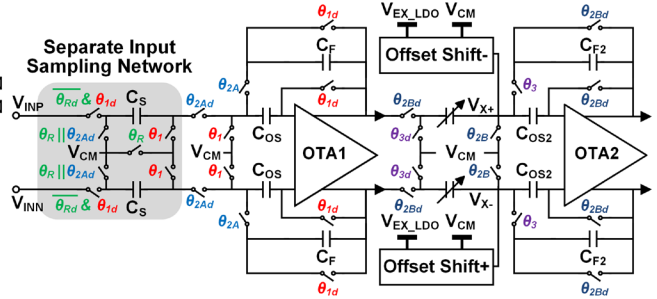 θ1d
VEX_LDO VCM
θ2Bd
Separate Input
Sampling Network
CF
Offset Shift-
CF2
θRd & θ1d CS θ2Ad θ2A θ1d θ2Bd VX+ θ3 θ2Bd
VINP
θR || θ2Ad θR θ1 θ1 COS θ3d θ2B COS2
VCM VCM OTA1 VCM OTA2
θR || θ2Ad θ1 θ1 COS θ3d θ2B COS2
VINN
θRd & θ1d CS θ2Ad θ2A θ1d θ2Bd VX- θ3 θ2Bd
VEX_LDO VCM
CF
Offset Shift+
CF2
θ1d
θ2Bd